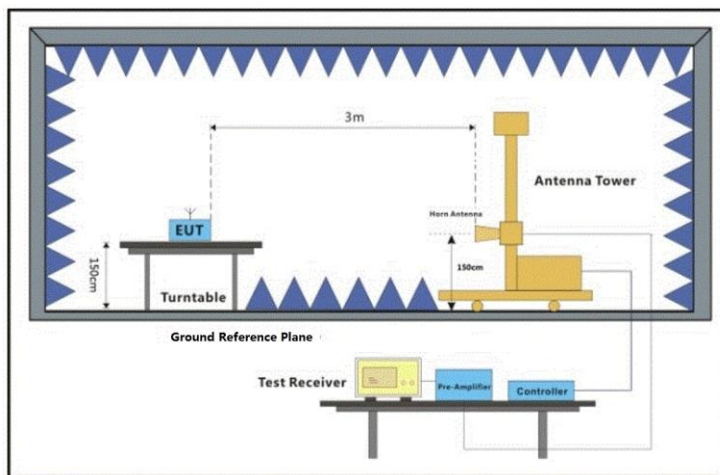 3m
Antenna Tower
Horn Antenna
EUT
150cm
150cm
Turntable
Ground Reference Plane
Test Receiver
Pre-Amplifier
Controller